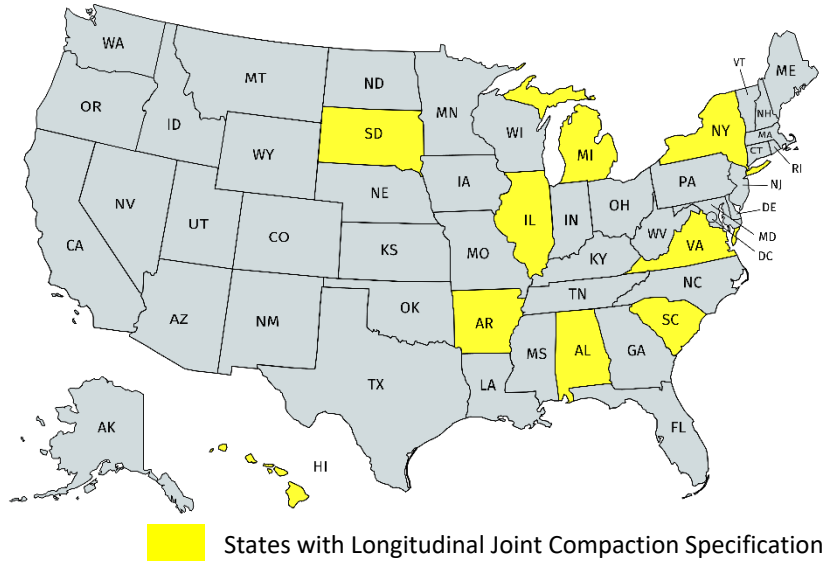 WA
MT
ND
MN
VT
ME
OR
ID
SD
WI
MI
NY
NH
MA
CT
RI
WY
IA
PA
NJ
NE
OH
DE
NV
UT
CO
IL
IN
WV
MD
CA
KS
MO
KY
VA
DC
NC
TN
AZ
NM
OK
AR
SC
MS
AL
GA
TX
LA
AK
HI
FL
States with Longitudinal Joint Compaction Specification